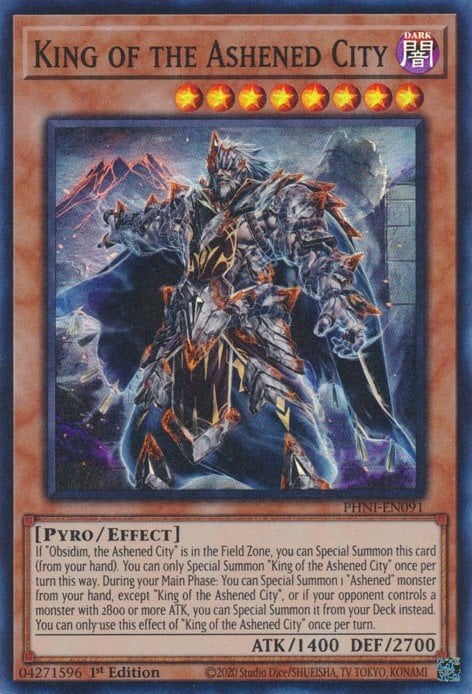 KING OF THE ASHENED CITY
DARK
闇
PHNI-EN091
[PYRO/EFFECT]
If "Obsidim, the Ashened City" is in the Field Zone, you can Special Summon this card
(from your hand). You can only Special Summon "King of the Ashened City" once per
turn this way. During your Main Phase: You can Special Summon 1 "Ashened" monster
from your hand, except "King of the Ashened City", or if your opponent controls a
monster with 2800 or more ATK, you can Special Summon it from your Deck instead.
You can only use this effect of "King of the Ashened City" once per turn.
ATK/1400 DEF/2700
04271596 1st Edition ©2020 Studio Dice/SHUEISHA, TV TOKYO, KONAMI